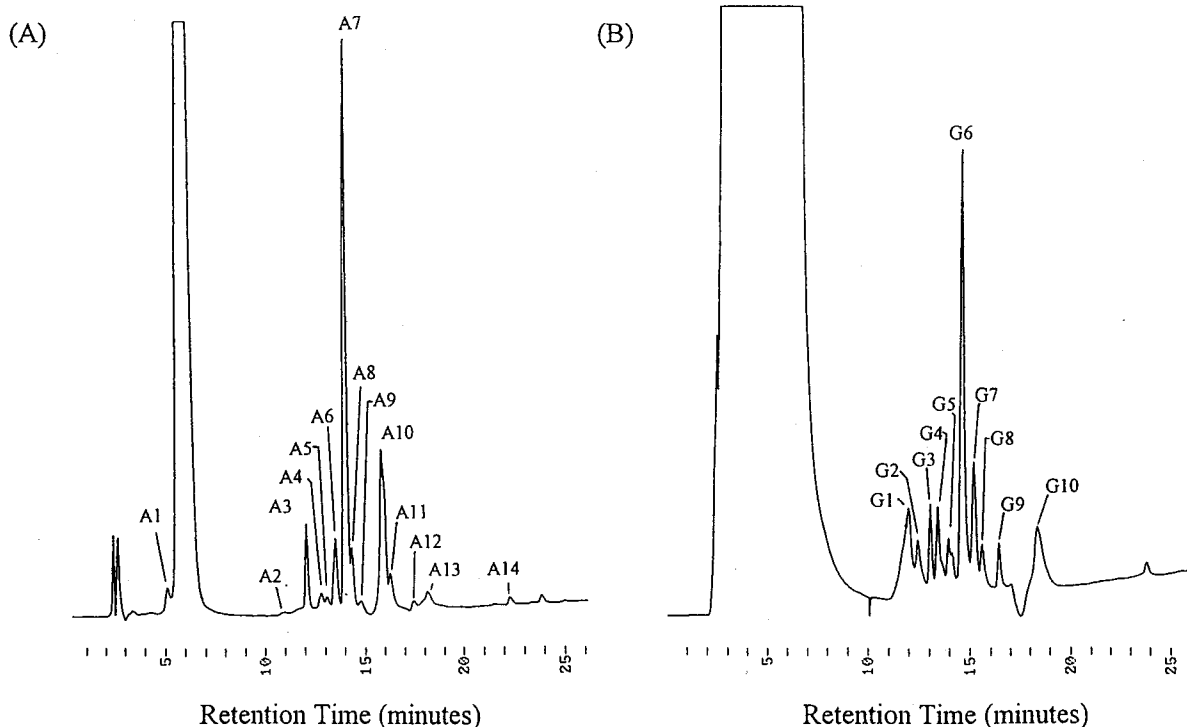 (A)
A1
A2
A3
A4
A5
A6
A7
A8
A9
A10
A11
A12
A13
A14
5
10
15
20
25
Retention Time (minutes)
(B)
G1
G2
G3
G4
G5
G6
G7
G8
G9
G10
5
10
15
20
25
Retention Time (minutes)